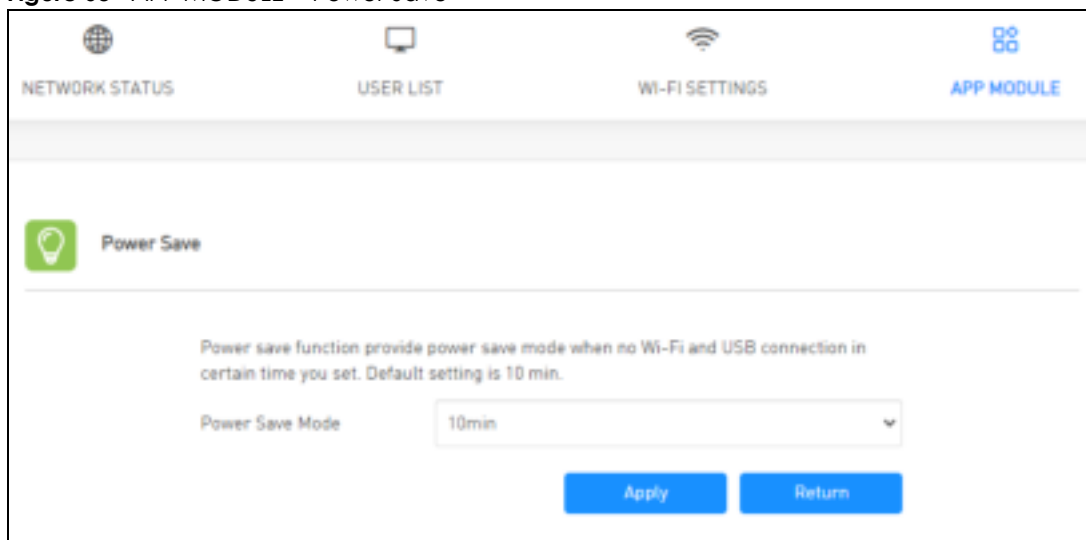 NETWORK STATUS
USER LIST
WI-FI SETTINGS
APP MODULE
Power Save
Power save function provide power save mode when no Wi-Fi and USB connection in
certain time you set. Default setting is 10 min.
Power Save Mode
10min
Apply
Return